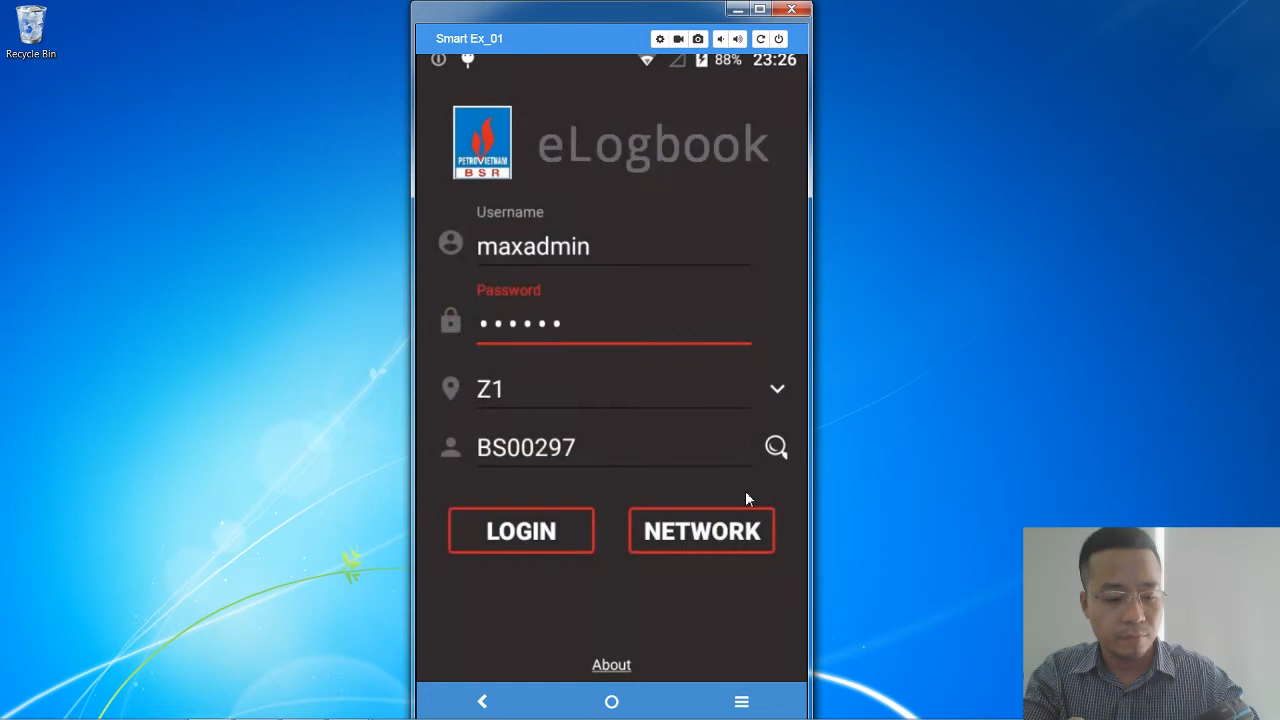 Recycle Bin
Smart Ex_01
88% 23:26
PETROVIETNAM
BSR
eLogbook
Username
maxadmin
Password
••••••
Z1
BS00297
LOGIN
NETWORK
About